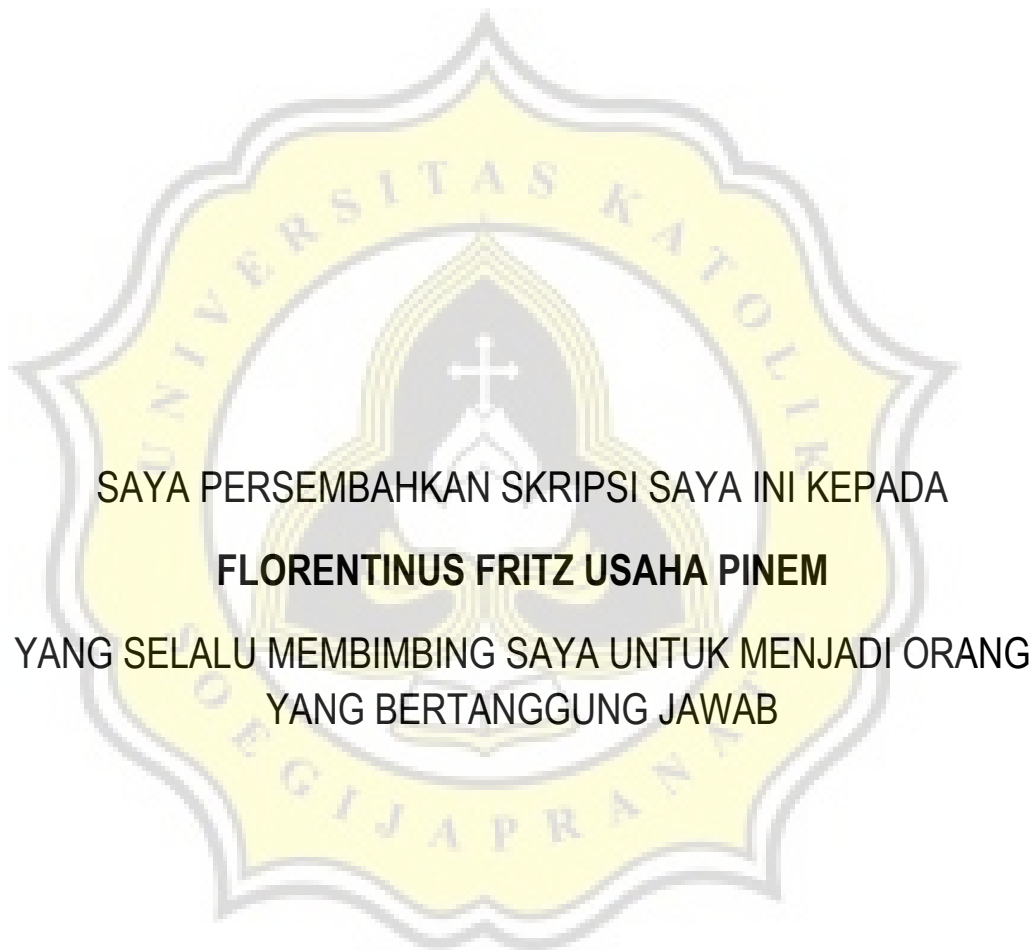 UNIVERSITAS KATOLIK
SAYA PERSEMBAHKAN SKRIPSI SAYA INI KEPADA
FLORENTINUS FRITZ USAHA PINEM
YANG SELALU MEMBIMBING SAYA UNTUK MENJADI ORANG
YANG BERTANGGUNG JAWAB
SOEGIJAPRANATA